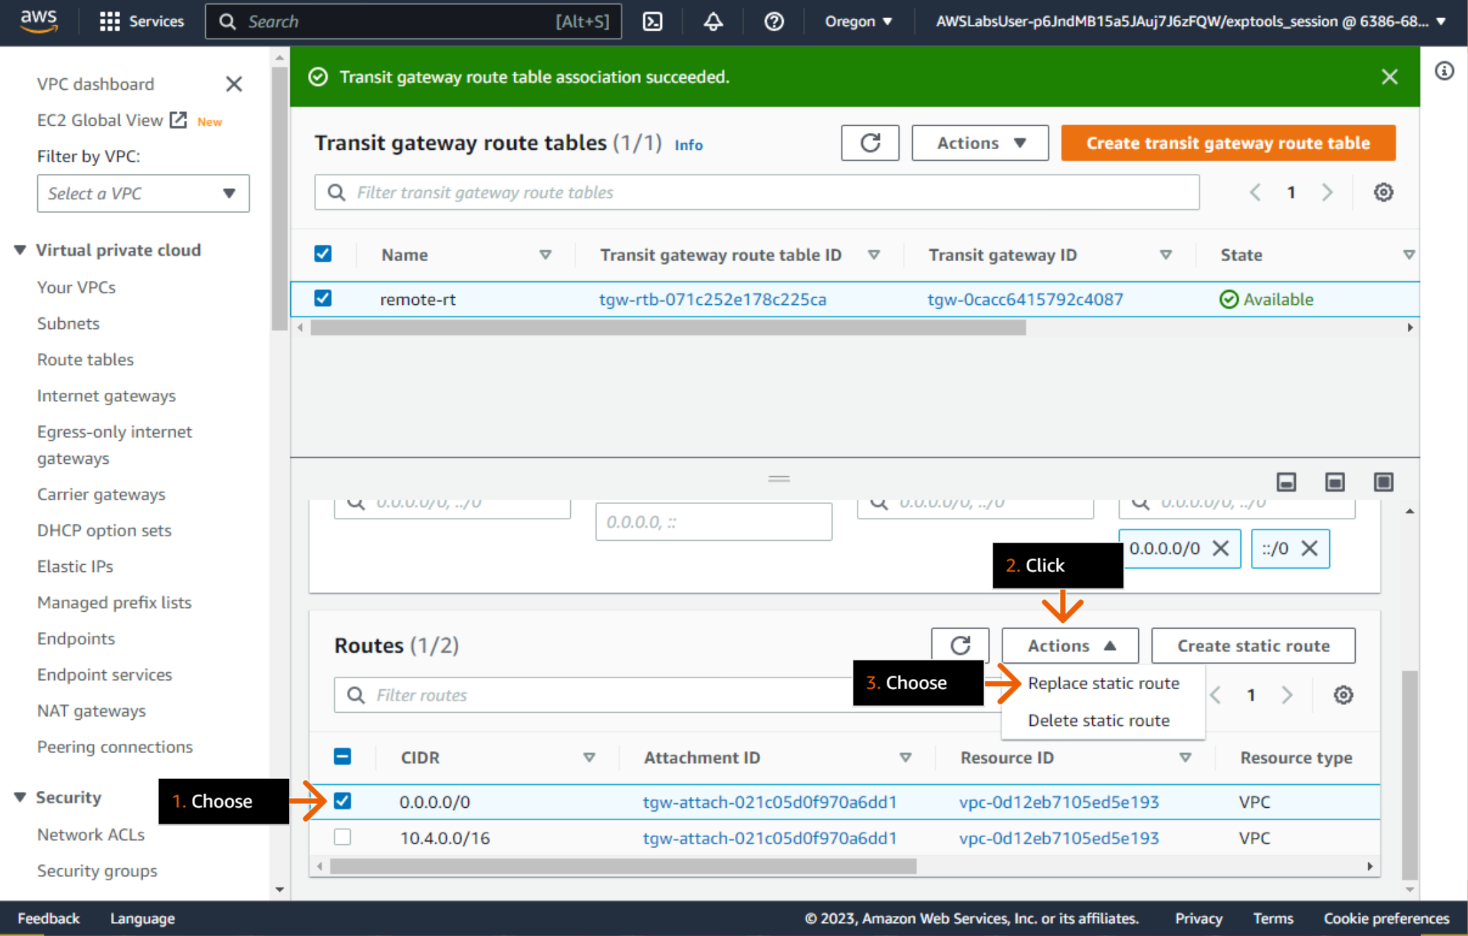 aws
Services
Search
[Alt+S]
Oregon
AWSLabsUser-p6JndMB15a5JAuj7J6zFQW/exptools_session @ 6386-68...
VPC dashboard
EC2 Global View New
Filter by VPC:
Select a VPC
Virtual private cloud
Your VPCs
Subnets
Route tables
Internet gateways
Egress-only internet
gateways
Carrier gateways
DHCP option sets
Elastic IPs
Managed prefix lists
Endpoints
Endpoint services
NAT gateways
Peering connections
Security
Network ACLs
Security groups
Transit gateway route table association succeeded.
Transit gateway route tables (1/1) Info
Actions
Create transit gateway route table
Filter transit gateway route tables
1
Name Transit gateway route table ID Transit gateway ID State
remote-rt tgw-rtb-071c252e178c225ca tgw-0cacc6415792c4087 Available
0.0.0.0/0, ::/0
0.0.0.0, ::
0.0.0.0/0, ::/0
0.0.0.0/0, ::/0
0.0.0.0/0
::/0
2. Click
Routes (1/2)
Actions
Create static route
Filter routes
3. Choose
Replace static route
Delete static route
1
CIDR Attachment ID Resource ID Resource type
1. Choose
0.0.0.0/0 tgw-attach-021c05d0f970a6dd1 vpc-0d12eb7105ed5e193 VPC
10.4.0.0/16 tgw-attach-021c05d0f970a6dd1 vpc-0d12eb7105ed5e193 VPC
Feedback Language © 2023, Amazon Web Services, Inc. or its affiliates. Privacy Terms Cookie preferences